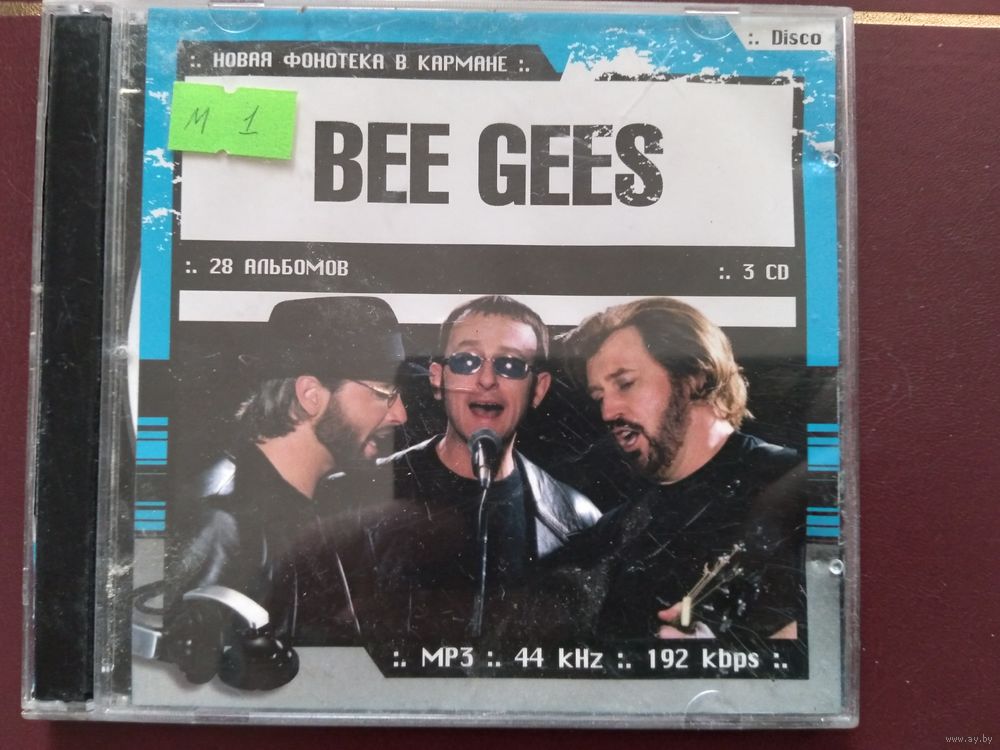 :. Disco
:. НОВАЯ ФОНОТЕКА В КАРМАНЕ :.
М 1
BEE GEES
:. 28 АЛЬБОМОВ
:. 3 CD
:. MP3 :. 44 kHz :. 192 kbps :.
www.ay.by